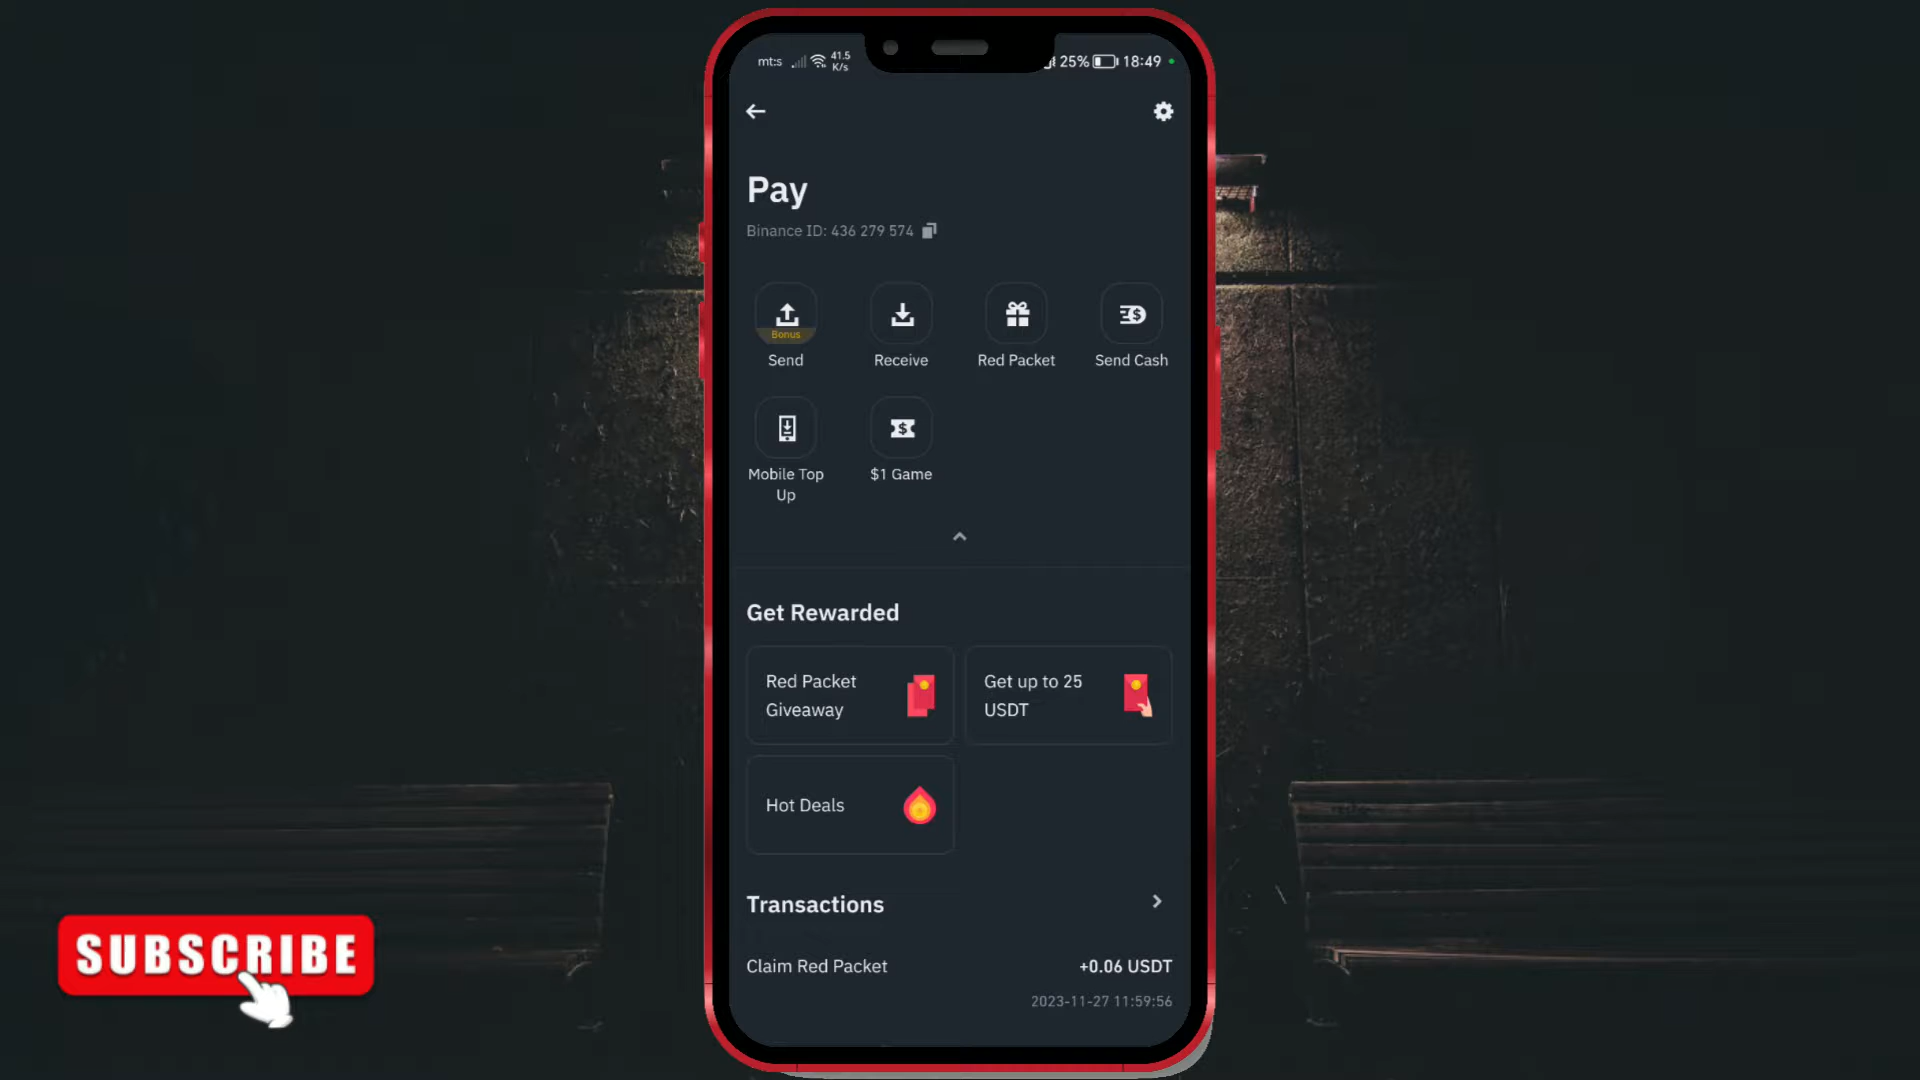 mt:s 41.5 K/s 25% 18:49
Pay
Binance ID: 436 279 574
Bonus
Send Receive Red Packet Send Cash
Mobile Top Up
$1 Game
Get Rewarded
Red Packet Giveaway
Get up to 25 USDT
Hot Deals
Transactions
Claim Red Packet +0.06 USDT
2023-11-27 11:59:56
SUBSCRIBE